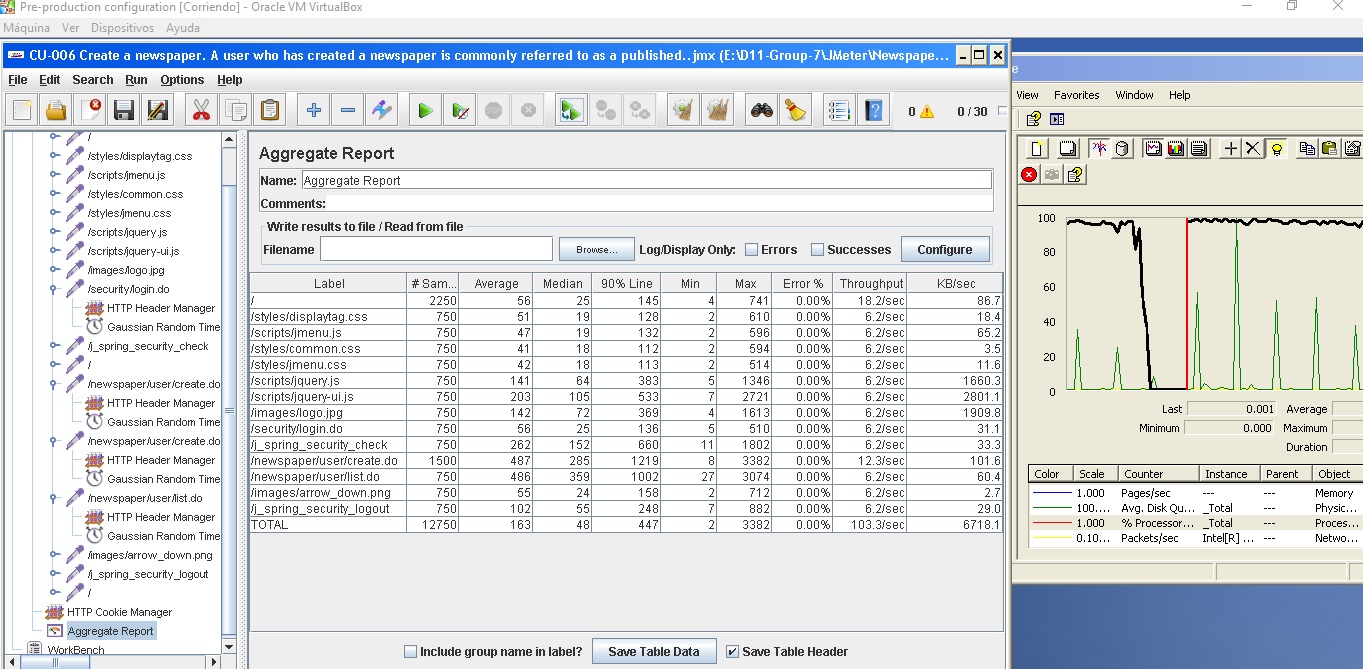 Pre-production configuration [Corriendo] - Oracle VM VirtualBox
Máquina Ver Dispositivos Ayuda
CU-006 Create a newspaper. A user who has created a newspaper is commonly referred to as a published..jmx (E:\D11-Group-7\JMeter\Newspape...
File Edit Search Run Options Help
0 0 / 30
/
/styles/displaytag.css
/scripts/jmenu.js
/styles/common.css
/styles/jmenu.css
/scripts/jquery.js
/scripts/jquery-ui.js
/images/logo.jpg
/security/login.do
HTTP Header Manager
Gaussian Random Time
/j_spring_security_check
/
/newspaper/user/create.do
HTTP Header Manager
Gaussian Random Time
/newspaper/user/create.do
HTTP Header Manager
Gaussian Random Time
/newspaper/user/list.do
HTTP Header Manager
Gaussian Random Time
/images/arrow_down.png
/j_spring_security_logout
/
HTTP Cookie Manager
Aggregate Report
WorkBench
Aggregate Report
Name: Aggregate Report
Comments:
Write results to file / Read from file
Filename Browse... Log/Display Only: Errors Successes Configure
Label # Sam... Average Median 90% Line Min Max Error % Throughput KB/sec
/ 2250 56 25 145 4 741 0.00% 18.2/sec 86.7
/styles/displaytag.css 750 51 19 128 2 610 0.00% 6.2/sec 18.4
/scripts/jmenu.js 750 47 19 132 2 596 0.00% 6.2/sec 65.2
/styles/common.css 750 41 18 112 2 594 0.00% 6.2/sec 3.5
/styles/jmenu.css 750 42 18 113 2 514 0.00% 6.2/sec 11.6
/scripts/jquery.js 750 141 64 383 5 1346 0.00% 6.2/sec 1660.3
/scripts/jquery-ui.js 750 203 105 533 7 2721 0.00% 6.2/sec 2801.1
/images/logo.jpg 750 142 72 369 4 1613 0.00% 6.2/sec 1909.8
/security/login.do 750 56 25 136 5 510 0.00% 6.2/sec 31.1
/j_spring_security_check 750 262 152 660 11 1802 0.00% 6.2/sec 33.3
/newspaper/user/create.do 1500 487 285 1219 8 3382 0.00% 12.3/sec 101.6
/newspaper/user/list.do 750 486 359 1002 27 3074 0.00% 6.2/sec 60.4
/images/arrow_down.png 750 55 24 158 2 712 0.00% 6.2/sec 2.7
/j_spring_security_logout 750 102 55 248 7 882 0.00% 6.2/sec 29.0
TOTAL 12750 163 48 447 2 3382 0.00% 103.3/sec 6718.1
Include group name in label? Save Table Data Save Table Header
e
View Favorites Window Help
100
80
60
40
20
0
Last 0.001 Average
Minimum 0.000 Maximum
Duration
Color Scale Counter Instance Parent Object
1.000 Pages/sec --- --- Memory
100.... Avg. Disk Qu... _Total --- Physic...
1.000 % Processor... _Total --- Proces...
0.10... Packets/sec Intel[R] ... --- Netwo...